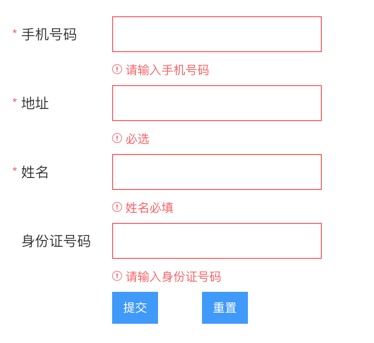 * 手机号码
请输入手机号码
* 地址
必选
* 姓名
姓名必填
身份证号码
请输入身份证号码
提交 重置